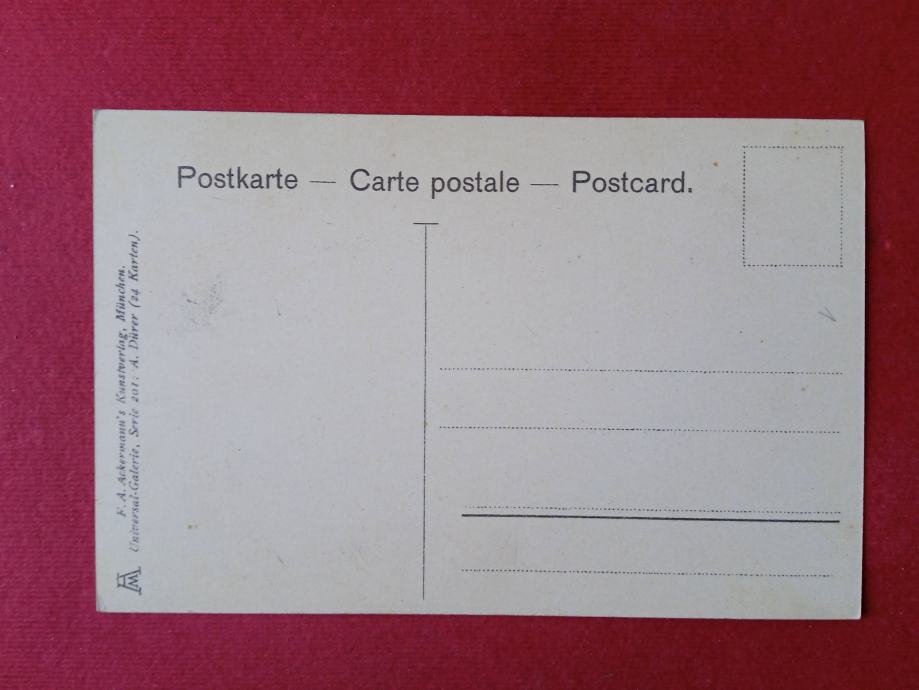 Postkarte — Carte postale — Postcard.
F. A. Ackermann's Kunstverlag, München.
Universal-Galerie, Serie 201: A. Dürer (24 Karten).